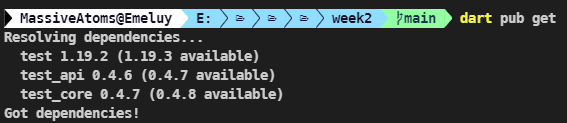 MassiveAtoms@Emeluy E: week2 main dart pub get
Resolving dependencies...
test 1.19.2 (1.19.3 available)
test_api 0.4.6 (0.4.7 available)
test_core 0.4.7 (0.4.8 available)
Got dependencies!